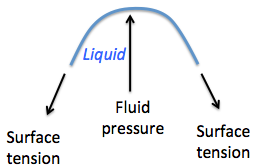 Liquid
Fluid
pressure
Surface
tension
Surface
tension